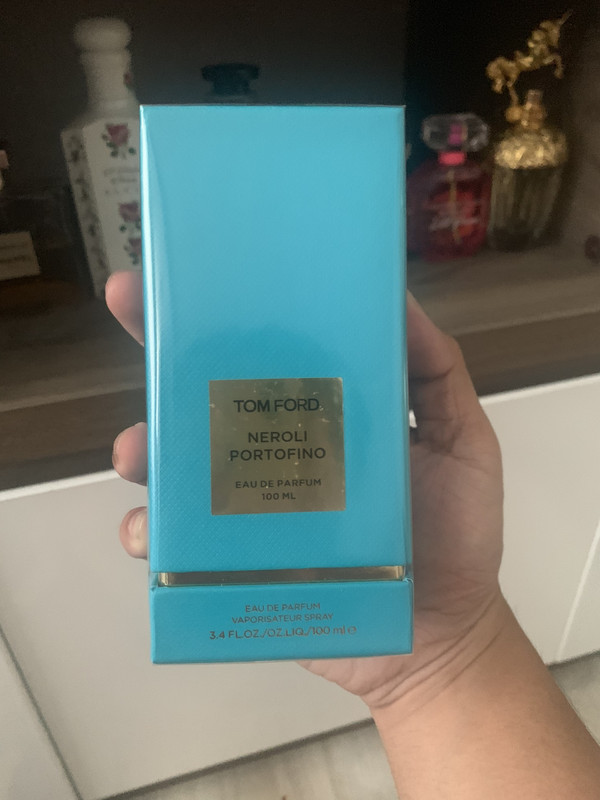 TOM FORD
NEROLI
PORTOFINO
EAU DE PARFUM
100 ML
EAU DE PARFUM
VAPORISATEUR SPRAY
3.4 FL.OZ./OZ.LIQ./100 ml e